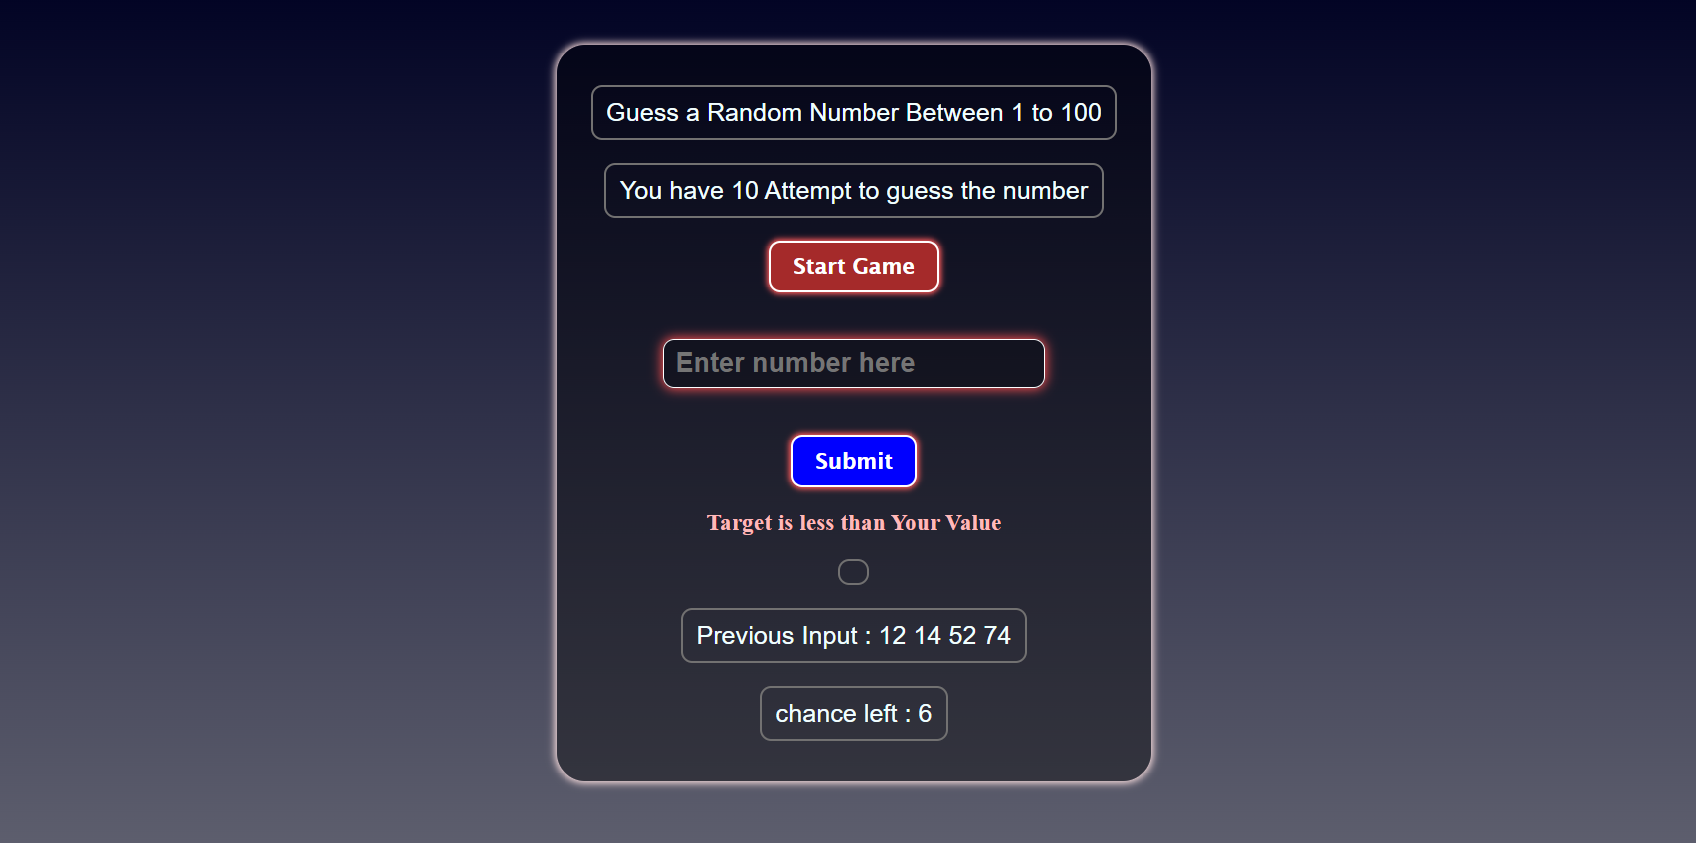 Guess a Random Number Between 1 to 100
You have 10 Attempt to guess the number
Start Game
Enter number here
Submit
Target is less than Your Value
Previous Input : 12 14 52 74
chance left : 6